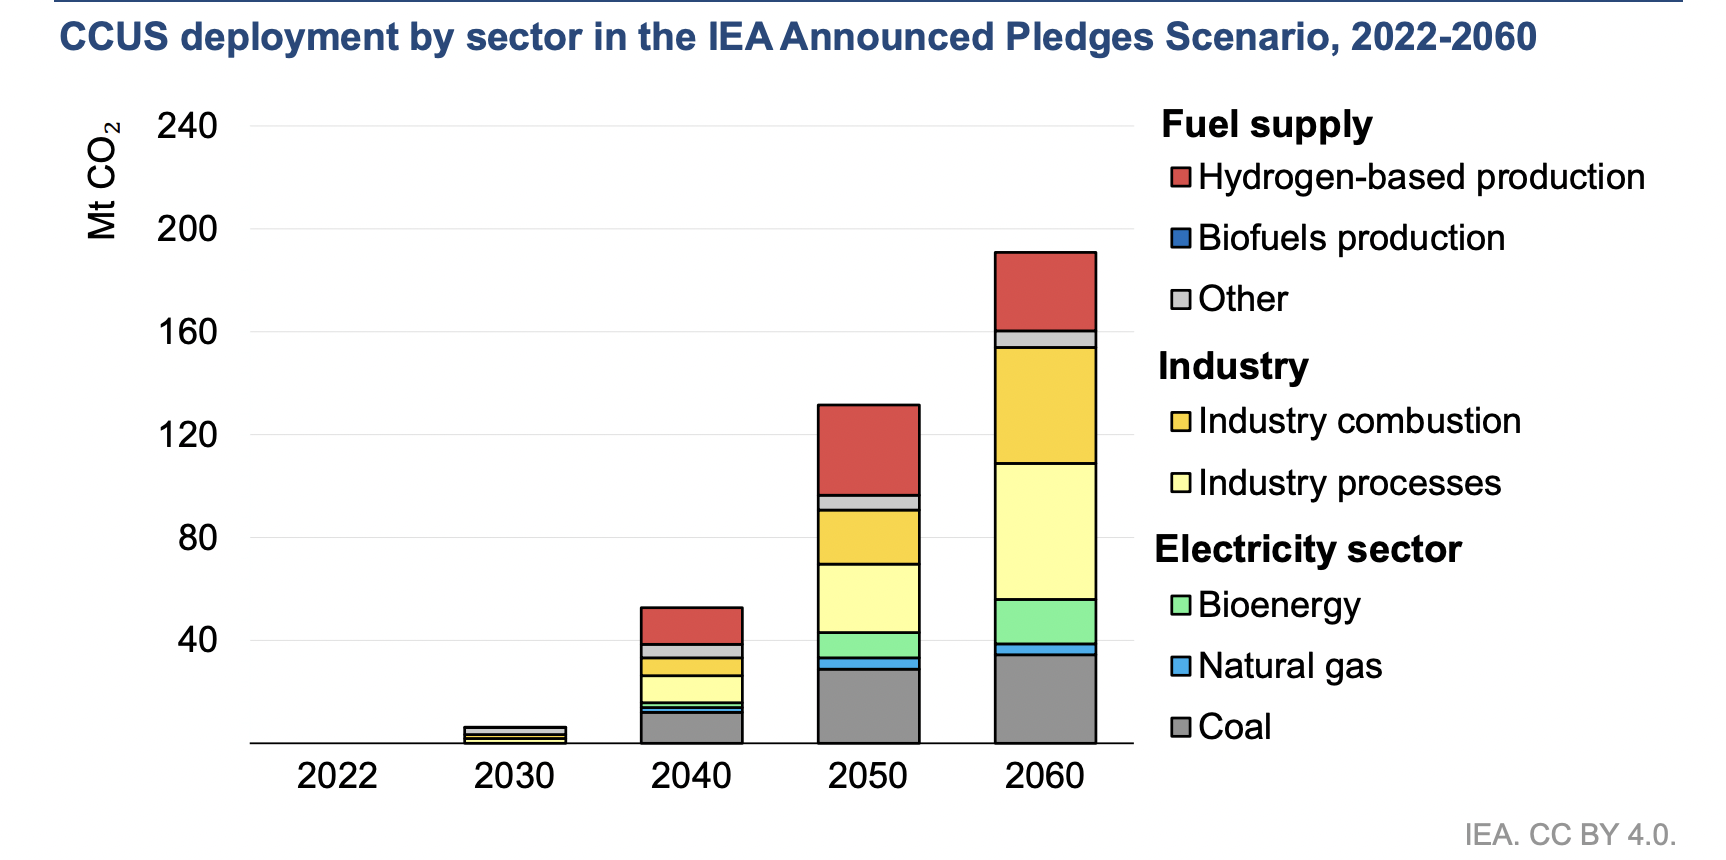 CCUS deployment by sector in the IEA Announced Pledges Scenario, 2022-2060
Mt CO₂
240
200
160
120
80
40
2022 2030 2040 2050 2060
Fuel supply
Hydrogen-based production
Biofuels production
Other
Industry
Industry combustion
Industry processes
Electricity sector
Bioenergy
Natural gas
Coal
IEA. CC BY 4.0.